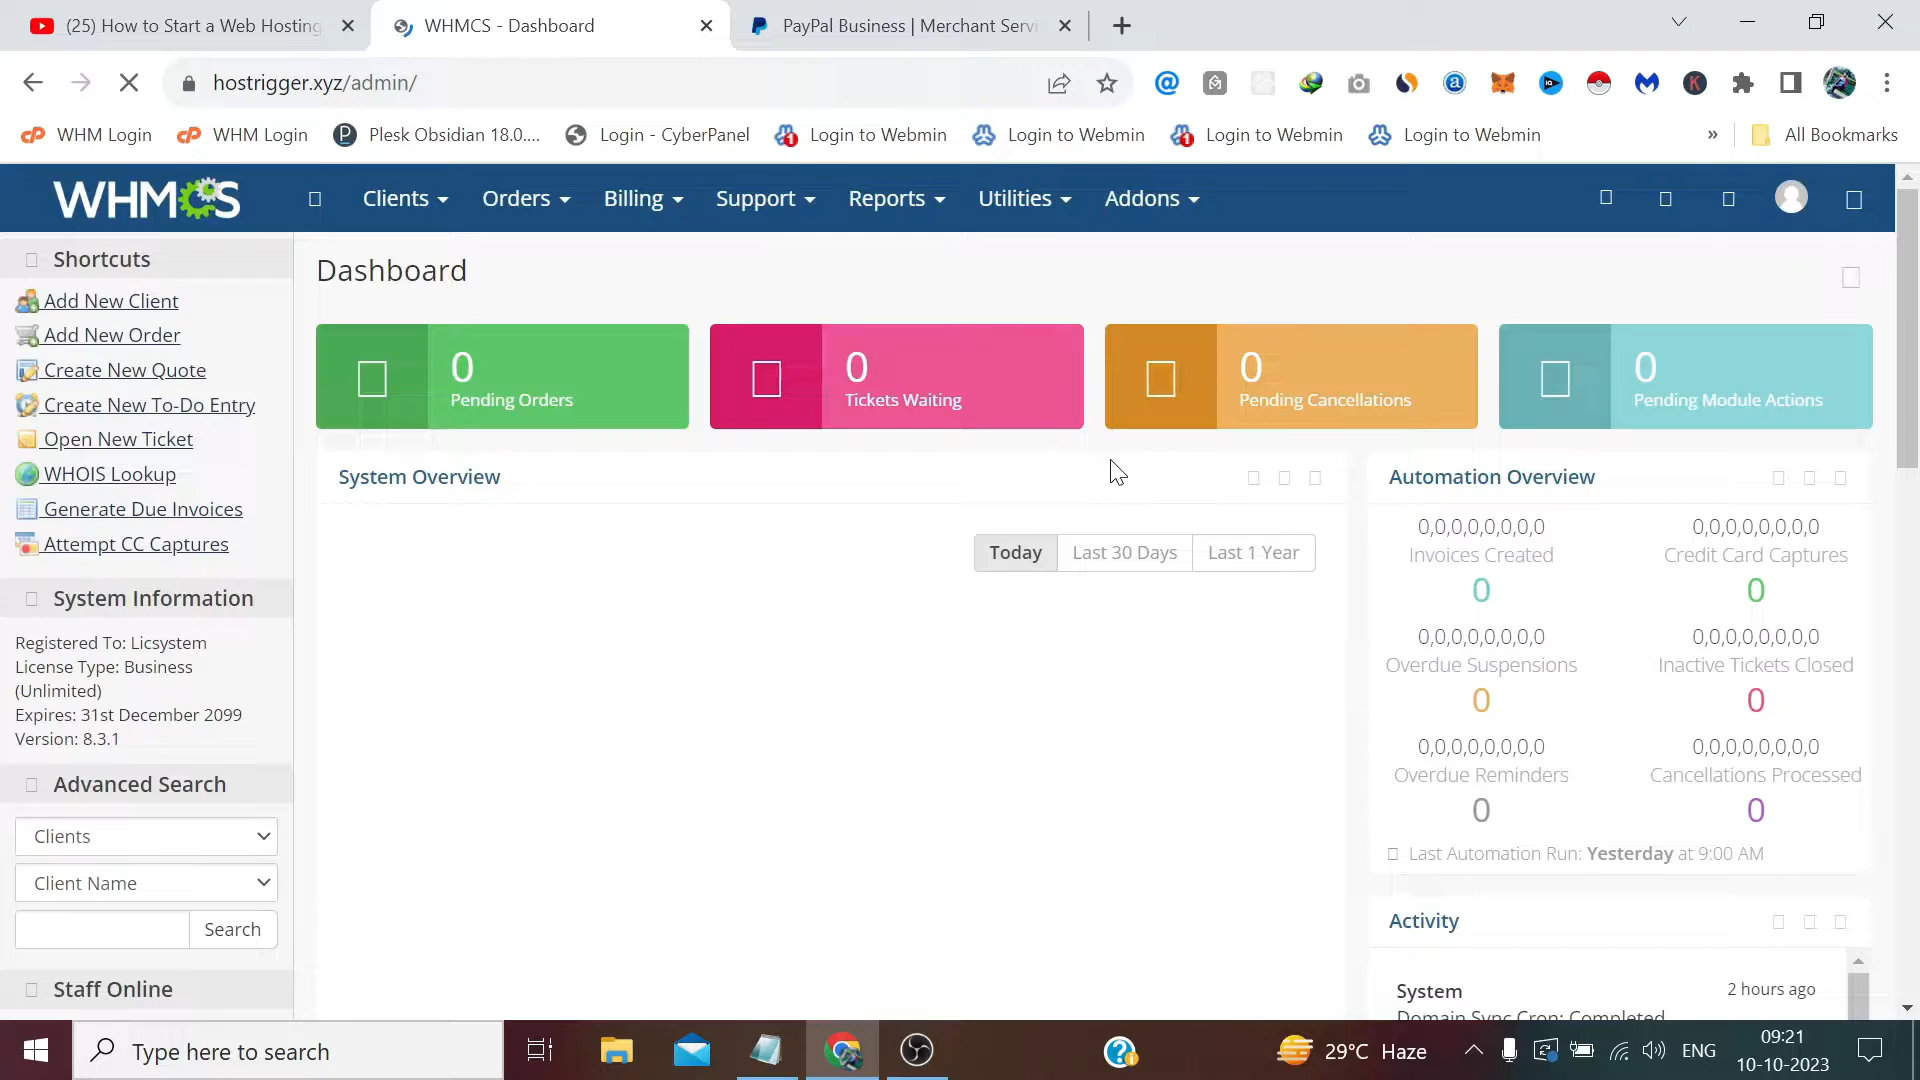 (25) How to Start a Web Hosting
WHMCS - Dashboard
PayPal Business | Merchant Servi
hostrigger.xyz/admin/
WHM Login
WHM Login
Plesk Obsidian 18.0....
Login - CyberPanel
Login to Webmin
Login to Webmin
Login to Webmin
Login to Webmin
»
All Bookmarks
WHMCS
Clients
Orders
Billing
Support
Reports
Utilities
Addons
Shortcuts
Add New Client
Add New Order
Create New Quote
Create New To-Do Entry
Open New Ticket
WHOIS Lookup
Generate Due Invoices
Attempt CC Captures
System Information
Registered To: Licsystem
License Type: Business
(Unlimited)
Expires: 31st December 2099
Version: 8.3.1
Advanced Search
Clients
Client Name
Search
Staff Online
Dashboard
0
Pending Orders
0
Tickets Waiting
0
Pending Cancellations
0
Pending Module Actions
System Overview
Today
Last 30 Days
Last 1 Year
Automation Overview
0,0,0,0,0,0,0,0
Invoices Created
0
0,0,0,0,0,0,0,0
Credit Card Captures
0
0,0,0,0,0,0,0,0
Overdue Suspensions
0
0,0,0,0,0,0,0,0
Inactive Tickets Closed
0
0,0,0,0,0,0,0,0
Overdue Reminders
0
0,0,0,0,0,0,0,0
Cancellations Processed
0
Last Automation Run: Yesterday at 9:00 AM
Activity
System
2 hours ago
Domain Sync Cron: Completed
Type here to search
29°C Haze
ENG
09:21
10-10-2023